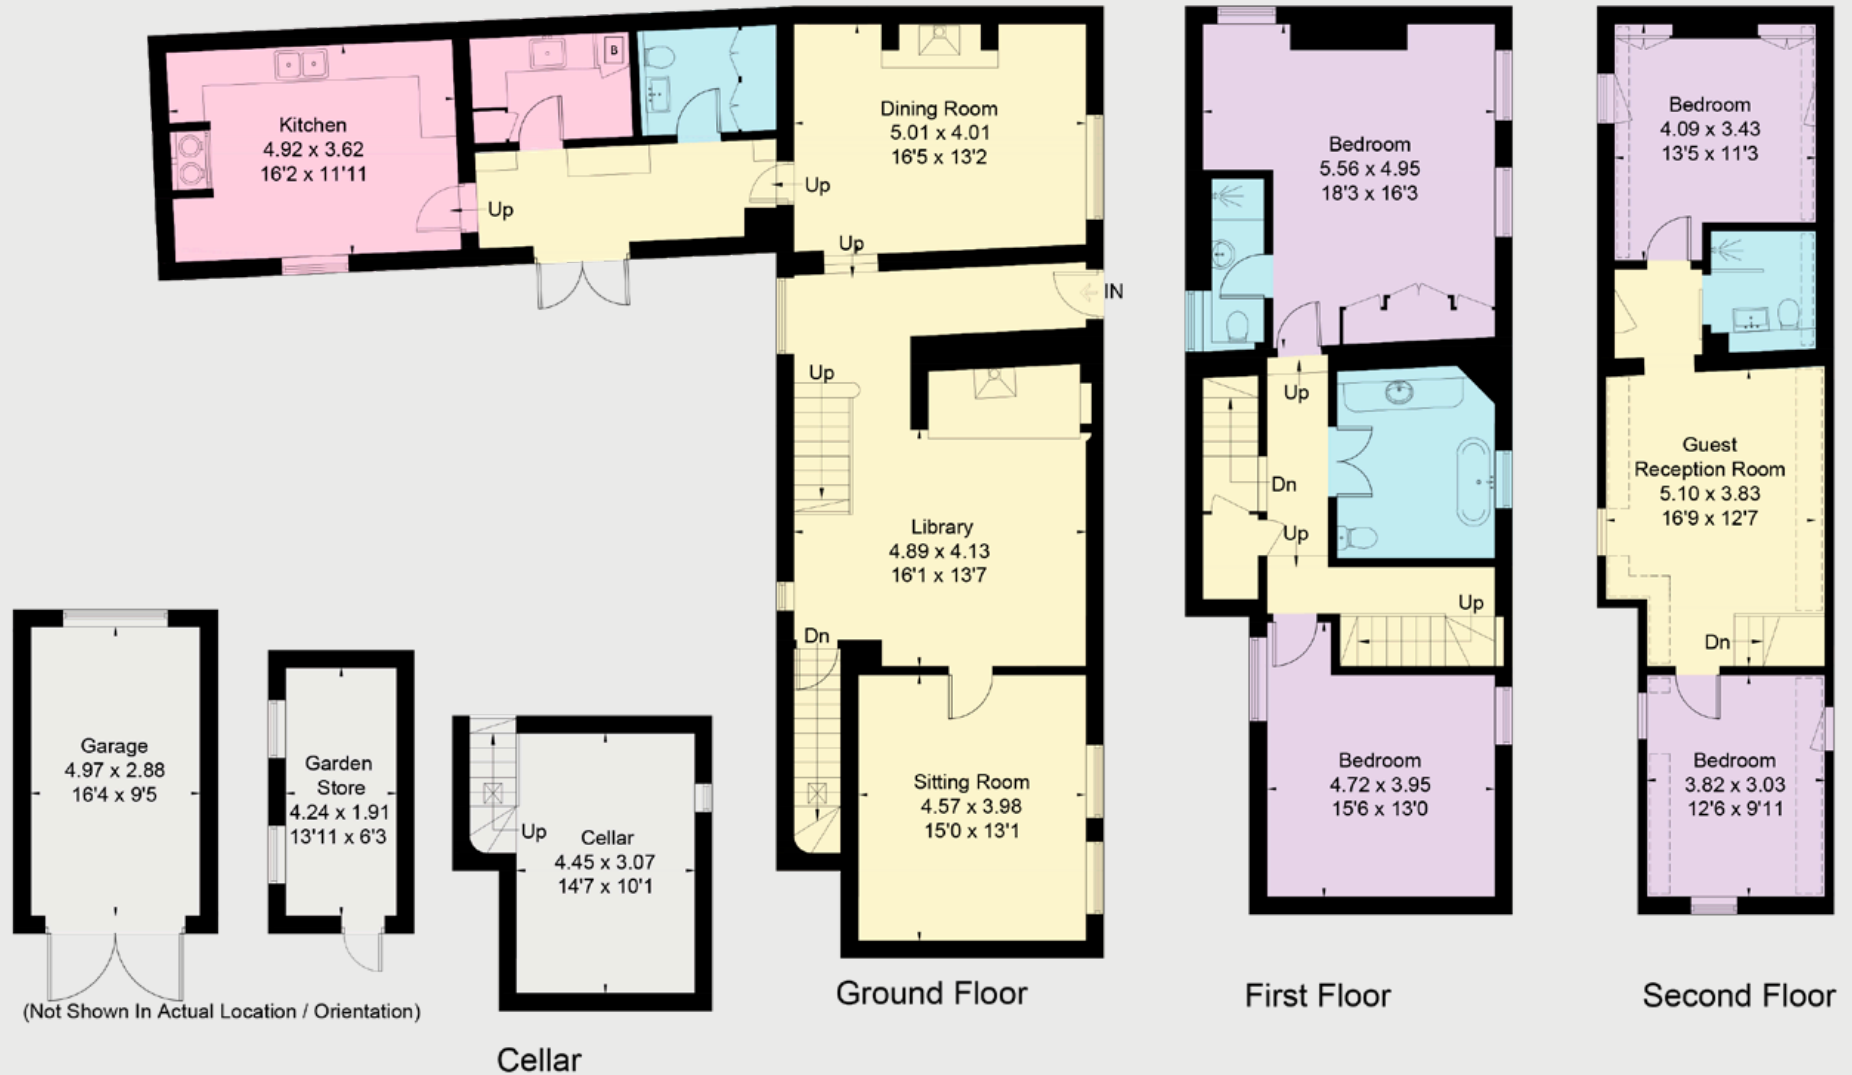 Kitchen
4.92 x 3.62
16'2 x 11'11
B
Up
Up
Dining Room
5.01 x 4.01
16'5 x 13'2
Up
IN
Up
Library
4.89 x 4.13
16'1 x 13'7
Dn
Sitting Room
4.57 x 3.98
15'0 x 13'1
Ground Floor
Garage
4.97 x 2.88
16'4 x 9'5
Garden
Store
4.24 x 1.91
13'11 x 6'3
(Not Shown In Actual Location / Orientation)
Up
Cellar
4.45 x 3.07
14'7 x 10'1
Cellar
Bedroom
5.56 x 4.95
18'3 x 16'3
Up
Dn
Up
Up
Bedroom
4.72 x 3.95
15'6 x 13'0
First Floor
Bedroom
4.09 x 3.43
13'5 x 11'3
Guest
Reception Room
5.10 x 3.83
16'9 x 12'7
Dn
Bedroom
3.82 x 3.03
12'6 x 9'11
Second Floor